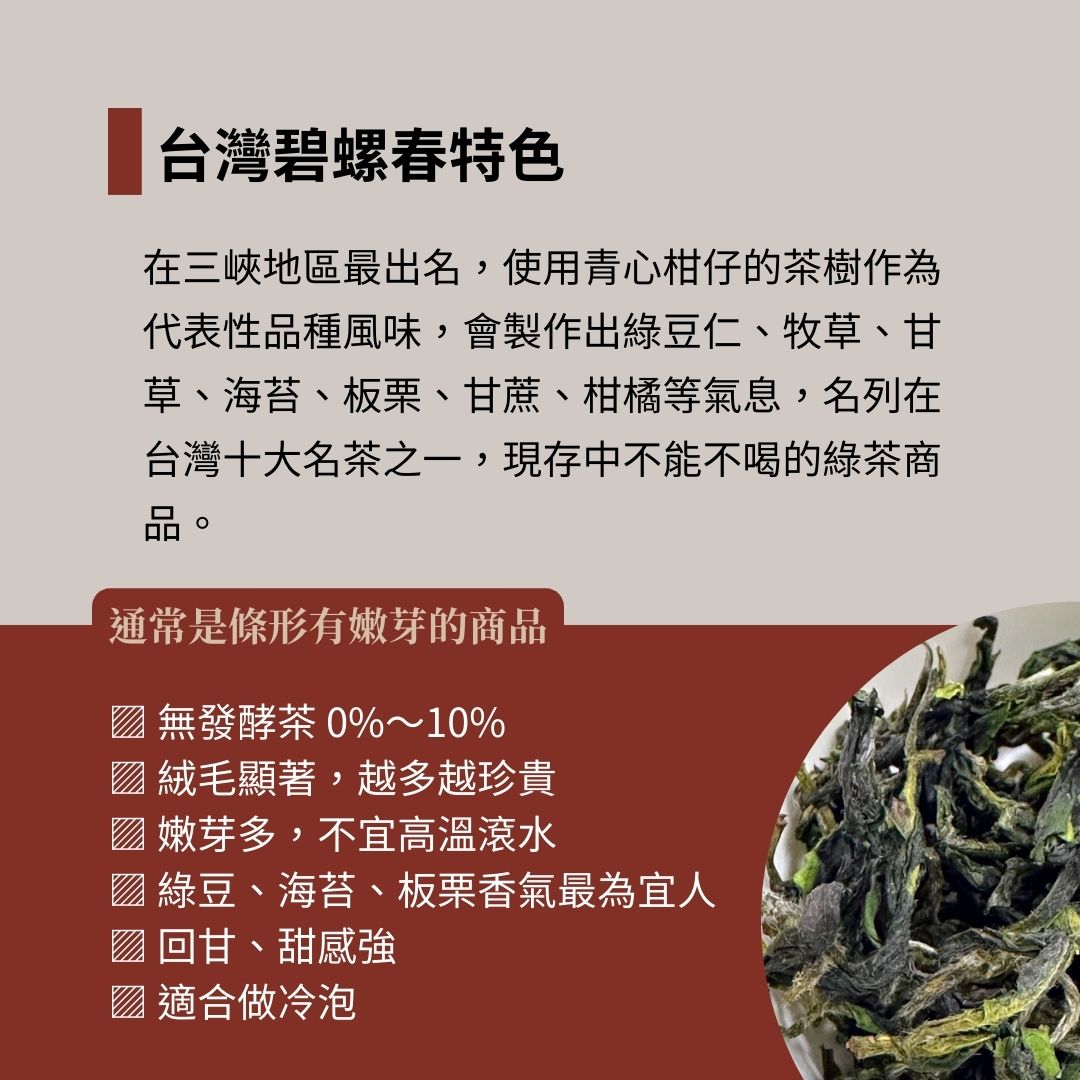 台灣碧螺春特色
在三峽地區最出名，使用青心柑仔的茶樹作為
代表性品種風味，會製作出綠豆仁、牧草、甘
草、海苔、板栗、甘蔗、柑橘等氣息，名列在
台灣十大名茶之一，現存中不能不喝的綠茶商
品。
通常是條形有嫩芽的商品
▨ 無發酵茶 0%～10%
▨ 絨毛顯著，越多越珍貴
▨ 嫩芽多，不宜高溫滾水
▨ 綠豆、海苔、板栗香氣最為宜人
▨ 回甘、甜感強
▨ 適合做冷泡